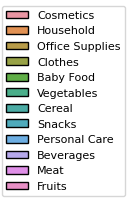 Cosmetics
Household
Office Supplies
Clothes
Baby Food
Vegetables
Cereal
Snacks
Personal Care
Beverages
Meat
Fruits